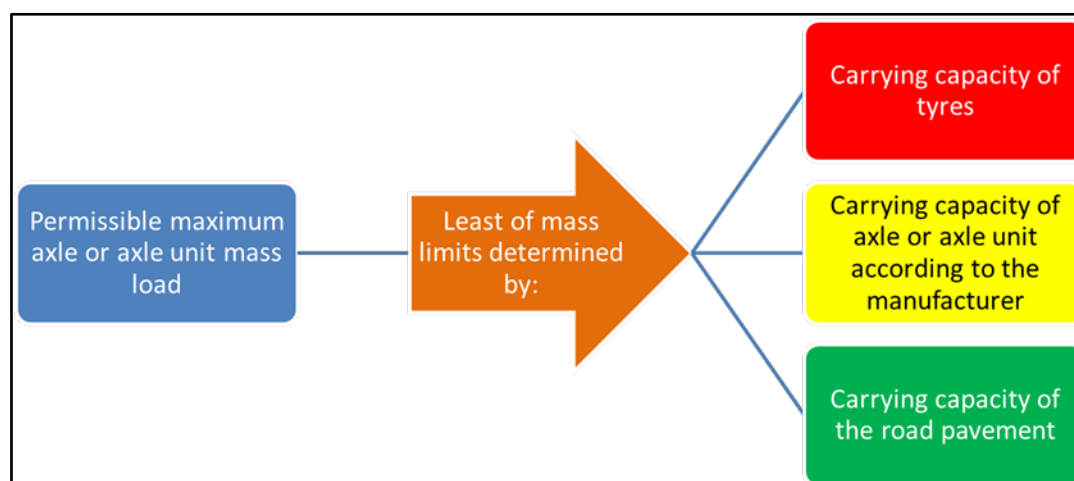 Permissible maximum
axle or axle unit mass
load
Least of mass
limits determined
by:
Carrying capacity of
tyres
Carrying capacity of
axle or axle unit
according to the
manufacturer
Carrying capacity of
the road pavement